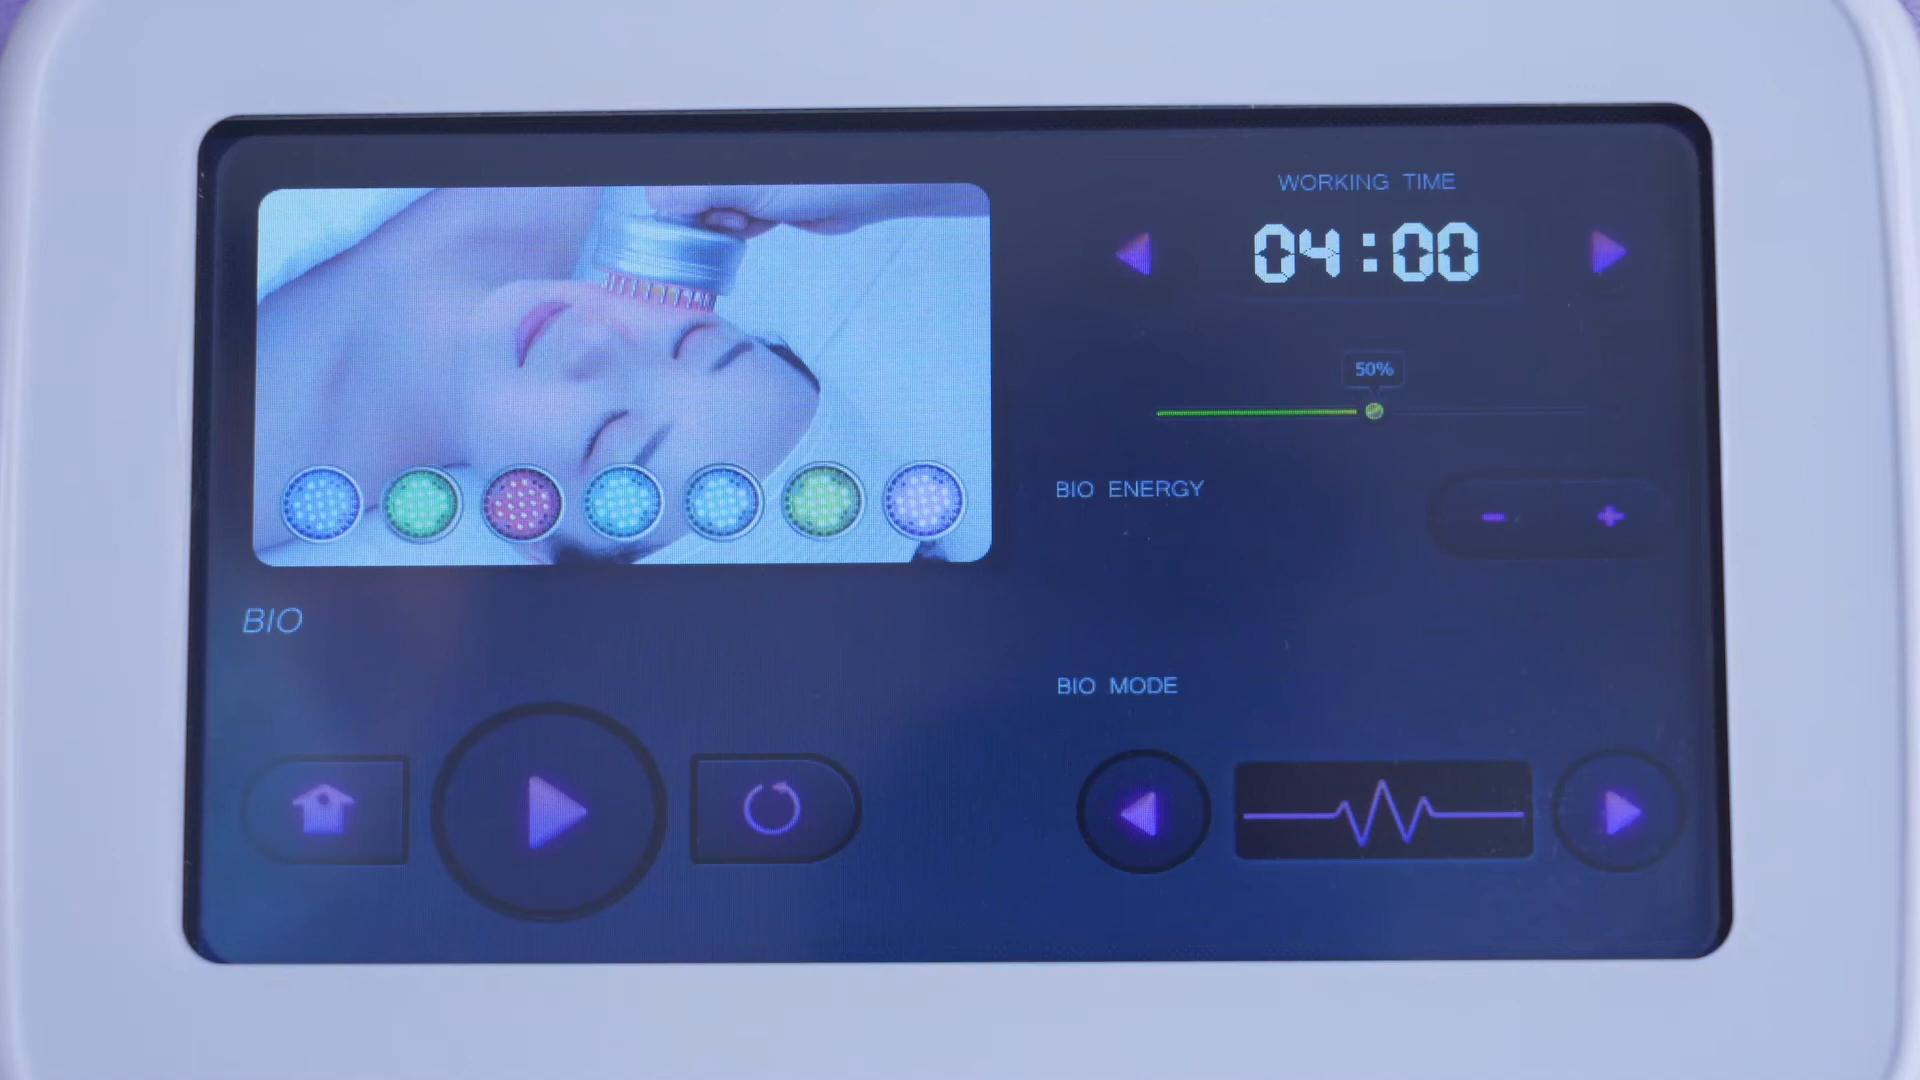 WORKING TIME
04:00
50%
BIO ENERGY
- +
BIO
BIO MODE